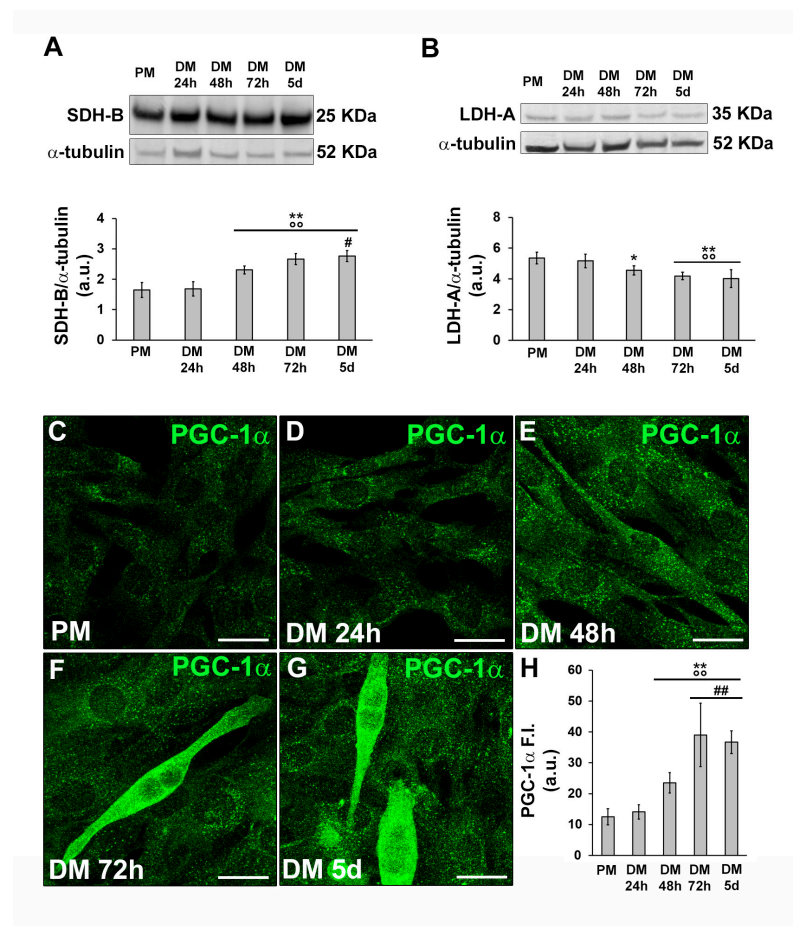 A
PM DM DM DM DM
24h 48h 72h 5d
SDH-B 25 KDa
α-tubulin 52 KDa
B
PM DM DM DM DM
24h 48h 72h 5d
LDH-A 35 KDa
α-tubulin 52 KDa
SDH-B/α-tubulin
(a.u.)
4
3
2
1
0
**
°°
#
PM DM DM DM DM
24h 48h 72h 5d
LDH-A/α-tubulin
(a.u.)
8
6
4
2
0
*
**
°°
PM DM DM DM DM
24h 48h 72h 5d
C PGC-1α
PM
D PGC-1α
DM 24h
E PGC-1α
DM 48h
F PGC-1α
DM 72h
G PGC-1α
DM 5d
H
PGC-1α F.I.
(a.u.)
60
50
40
30
20
10
0
**
°°
##
PM DM DM DM DM
24h 48h 72h 5d